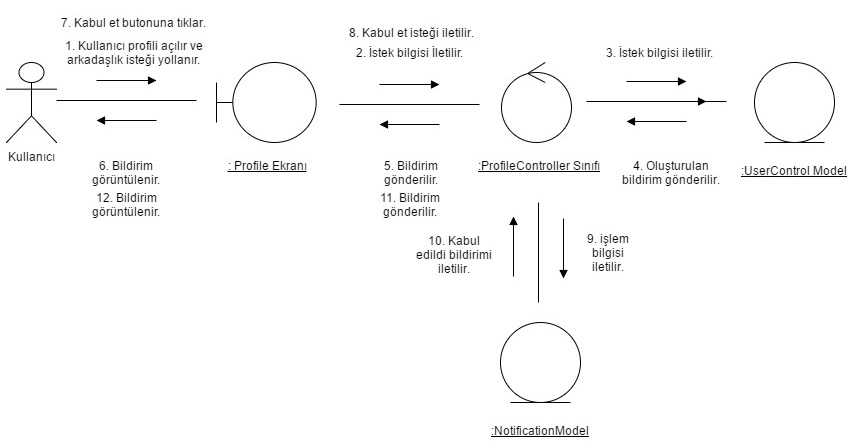 7. Kabul et butonuna tıklar.
1. Kullanıcı profili açılır ve
arkadaşlık isteği yollanır.
8. Kabul et isteği iletilir.
2. İstek bilgisi İletilir.
3. İstek bilgisi iletilir.
Kullanıcı
6. Bildirim
görüntülenir.
12. Bildirim
görüntülenir.
: Profile Ekranı
5. Bildirim
gönderilir.
11. Bildirim
gönderilir.
:ProfileController Sınıfı
4. Oluşturulan
bildirim gönderilir.
:UserControl Model
10. Kabul
edildi bildirimi
iletilir.
9. işlem
bilgisi
iletilir.
:NotificationModel